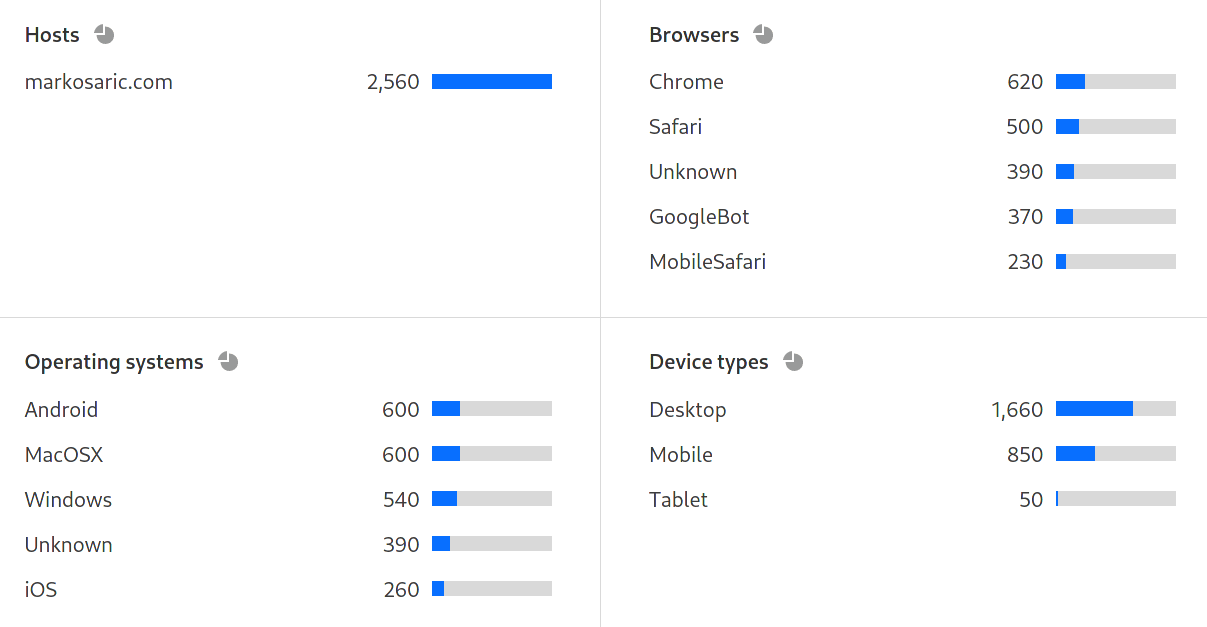 Hosts
markosaric.com 2,560
Browsers
Chrome 620
Safari 500
Unknown 390
GoogleBot 370
MobileSafari 230
Operating systems
Android 600
MacOSX 600
Windows 540
Unknown 390
iOS 260
Device types
Desktop 1,660
Mobile 850
Tablet 50